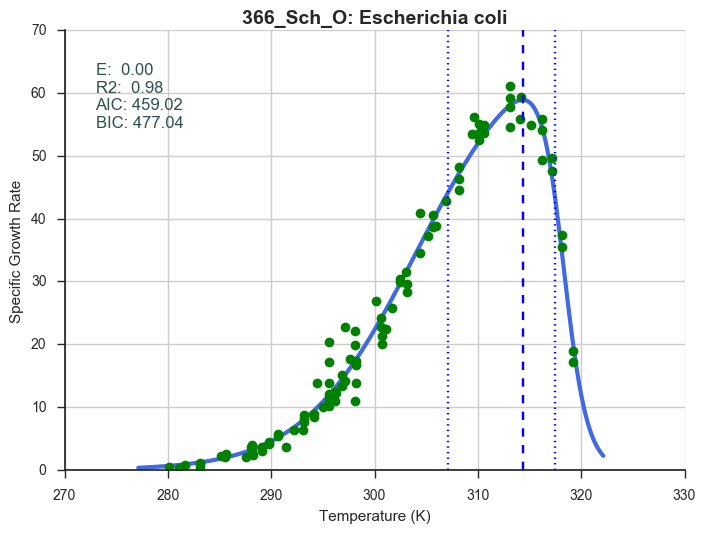 366_Sch_O: Escherichia coli
70
60
50
40
30
20
10
0
E:  0.00
R2:  0.98
AIC: 459.02
BIC: 477.04
Specific Growth Rate
270
280
290
300
310
320
330
Temperature (K)